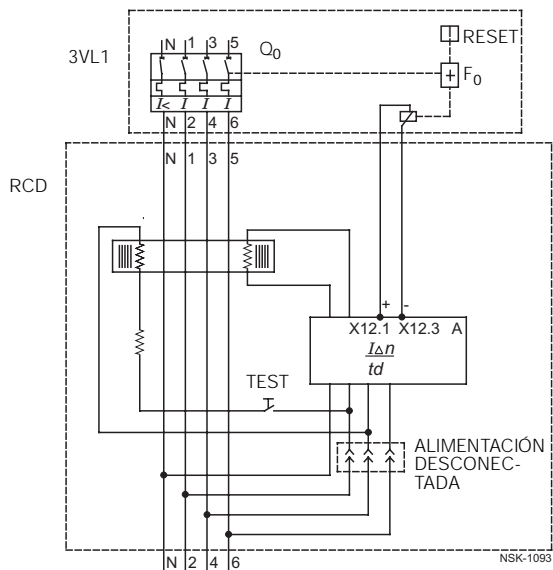 N 1 3 5
3VL1
Q0
RESET
F0
I< I I I
N 2 4 6
N 1 3 5
RCD
+ -
X12.1 X12.3 A
I∆n
td
TEST
ALIMENTACIÓN
DESCONEC-
TADA
NSK-1093
N 2 4 6